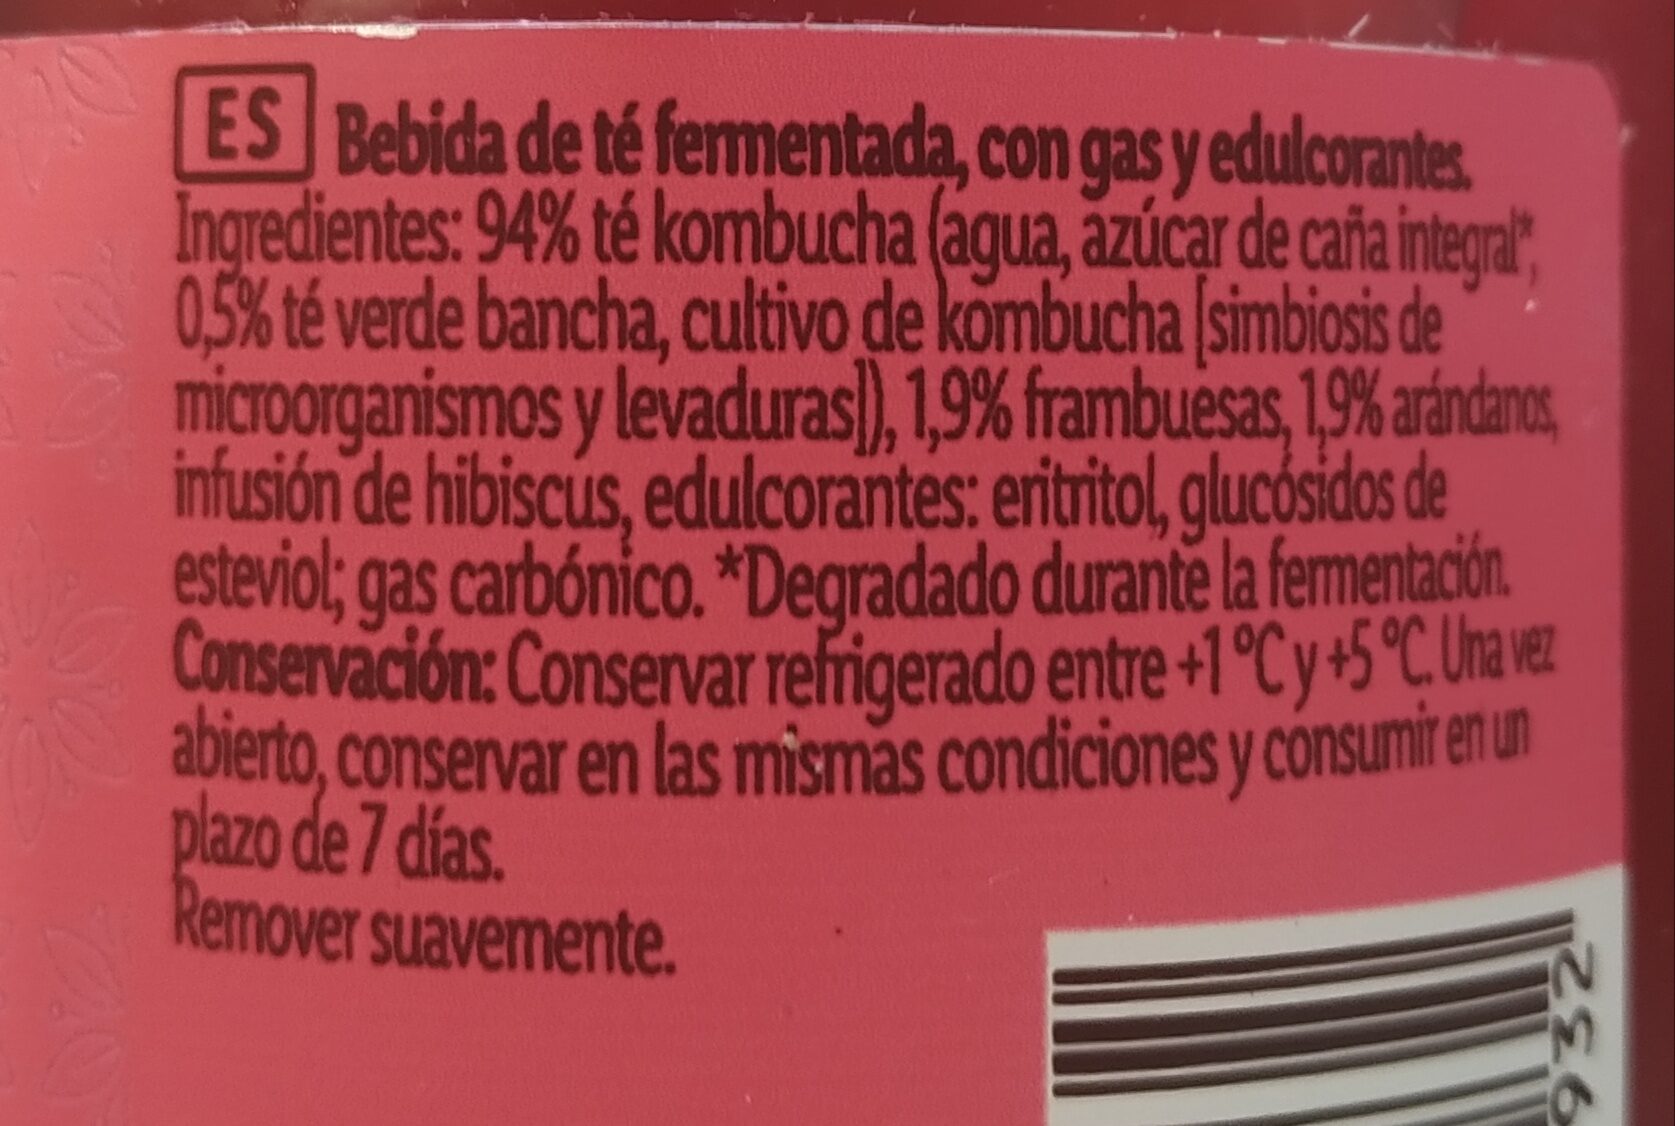 ES Bebida de té fermentada, con gas y edulcorantes.
Ingredientes: 94% té kombucha (agua, azúcar de caña integral*,
0,5% té verde bancha, cultivo de kombucha [simbiosis de
microorganismos y levaduras]), 1,9% frambuesas, 1,9% arándanos,
infusión de hibiscus, edulcorantes: eritritol, glucósidos de
esteviol; gas carbónico. *Degradado durante la fermentación.
Conservación: Conservar refrigerado entre +1 °C y +5 °C. Una vez
abierto, conservar en las mismas condiciones y consumir en un
plazo de 7 días.
Remover suavemente.
932